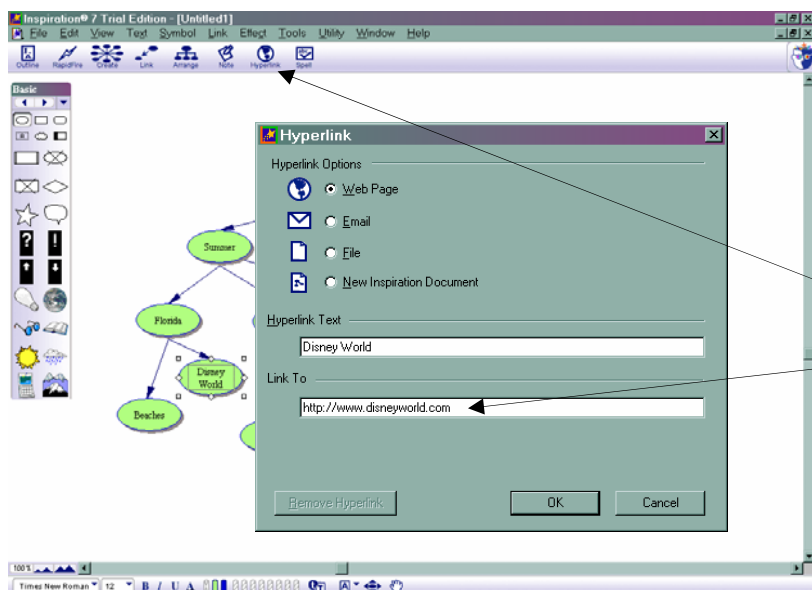 Inspiration® 7 Trial Edition - [Untitled1]
File Edit View Text Symbol Link Effect Tools Utility Window Help
Outline RapidFire Create Link Arrange Note Hyperlink Spell
Basic
Hyperlink
Hyperlink Options
Web Page
Email
File
New Inspiration Document
Hyperlink Text
Disney World
Link To
http://www.disneyworld.com
Remove Hyperlink OK Cancel
Summer
Florida
Disney
World
Beaches
100%
Times New Roman 12 B I U A